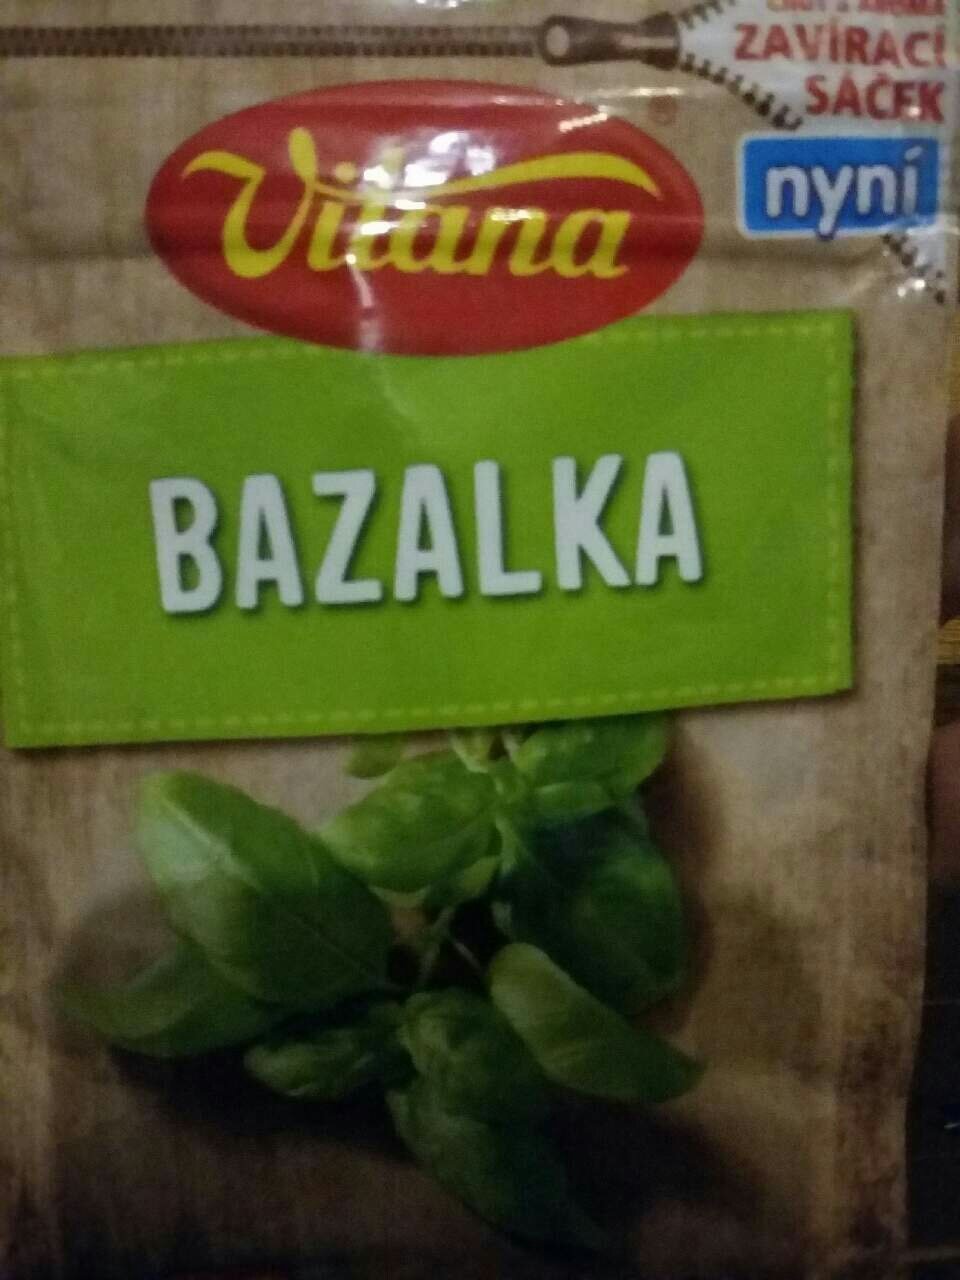 ZAVÍRACÍ
SÁČEK
nyní
Vitana
®
BAZALKA